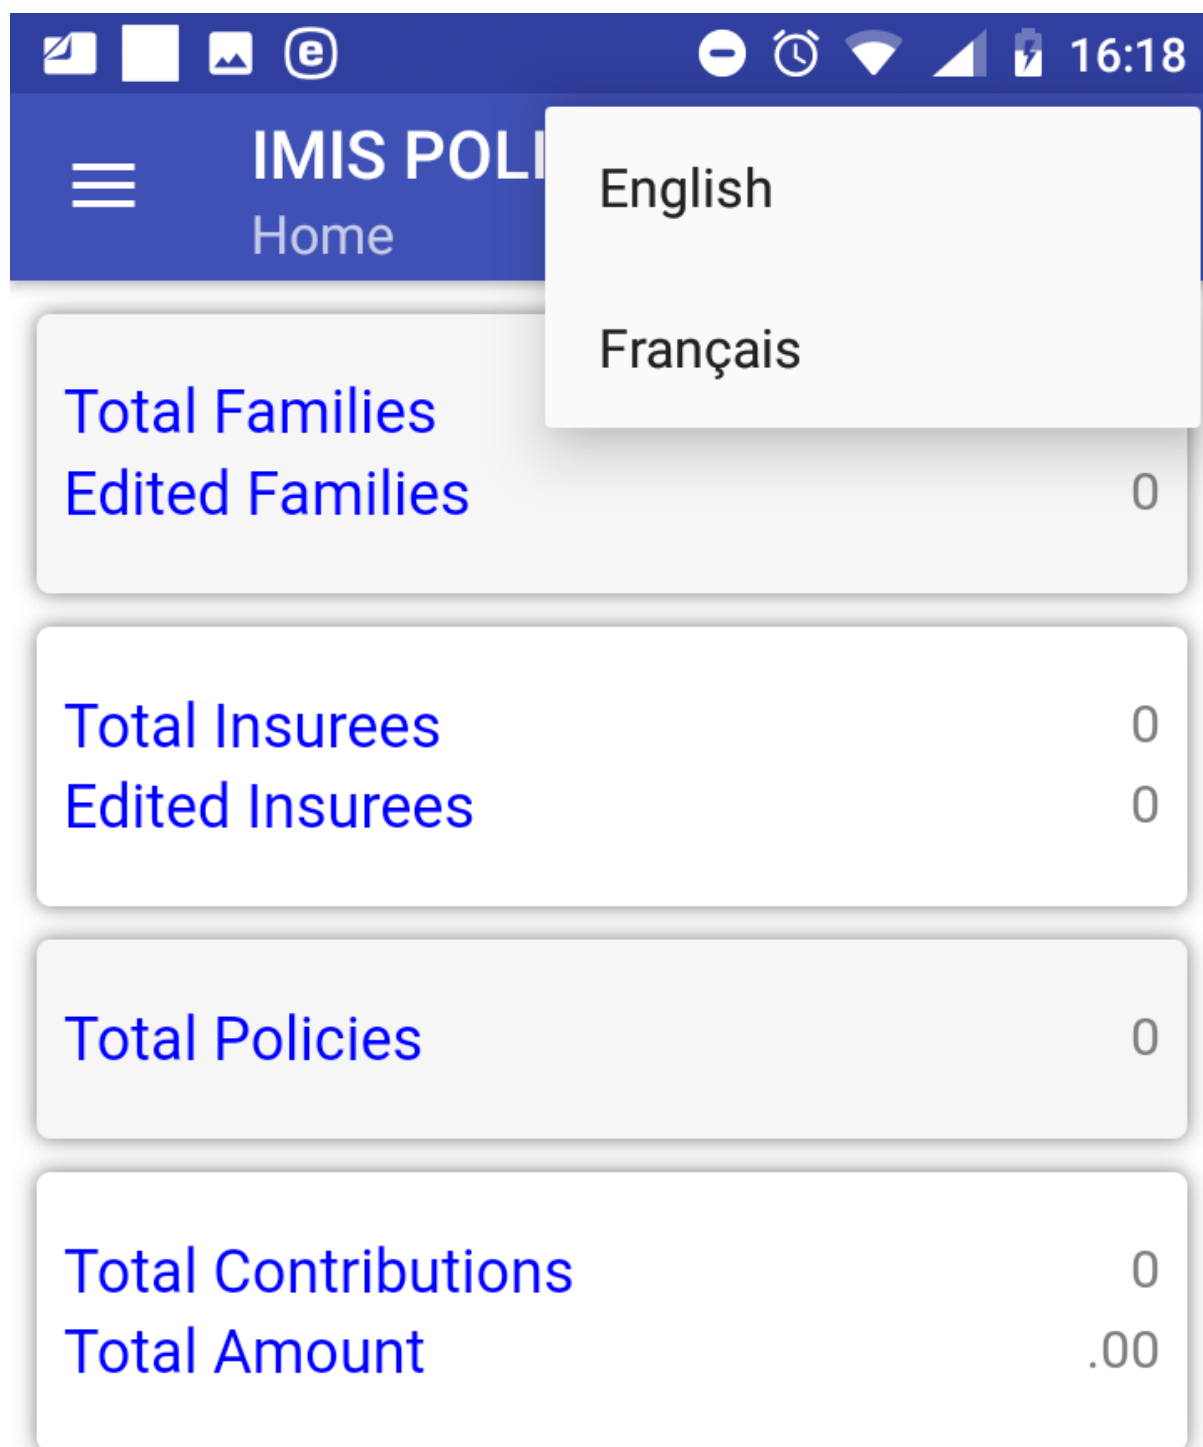 16:18
IMIS POLI
Home
English
Français
Total Families
Edited Families 0
Total Insurees 0
Edited Insurees 0
Total Policies 0
Total Contributions 0
Total Amount .00